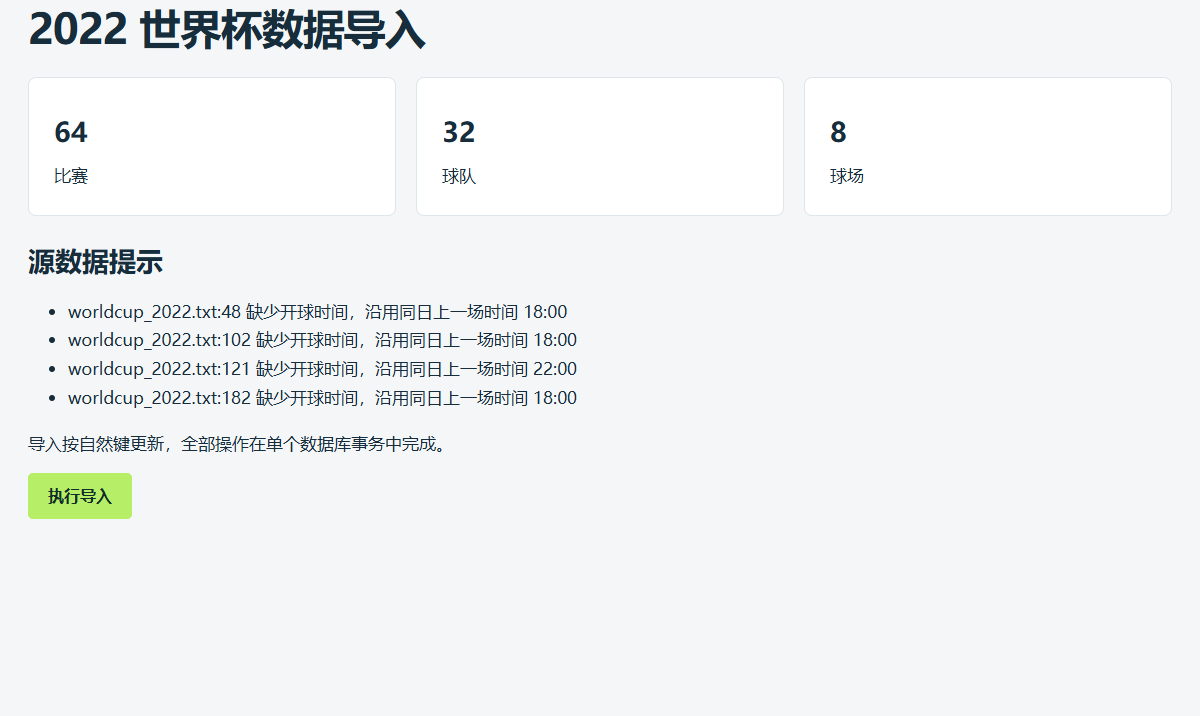 2022 世界杯数据导入
64
比赛
32
球队
8
球场
源数据提示
worldcup_2022.txt:48 缺少开球时间，沿用同日上一场时间 18:00
worldcup_2022.txt:102 缺少开球时间，沿用同日上一场时间 18:00
worldcup_2022.txt:121 缺少开球时间，沿用同日上一场时间 22:00
worldcup_2022.txt:182 缺少开球时间，沿用同日上一场时间 18:00
导入按自然键更新，全部操作在单个数据库事务中完成。
执行导入